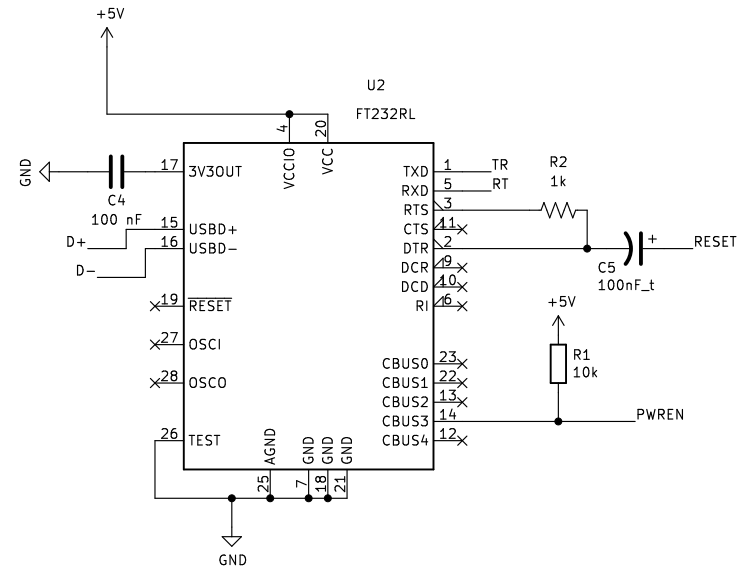 +5V
U2
FT232RL
4
20
VCCIO
VCC
GND
C4
100 nF
17
3V3OUT
D+
15
USBD+
D-
16
USBD-
19
RESET
27
OSCI
28
OSCO
26
TEST
TXD
1
TR
RXD
5
RT
RTS
3
R2
1k
CTS
11
DTR
2
+
RESET
C5
100nF_t
DCR
9
DCD
10
RI
6
+5V
R1
10k
CBUS0
23
CBUS1
22
CBUS2
13
CBUS3
14
PWREN
CBUS4
12
AGND
GND
GND
GND
25
7
18
21
GND